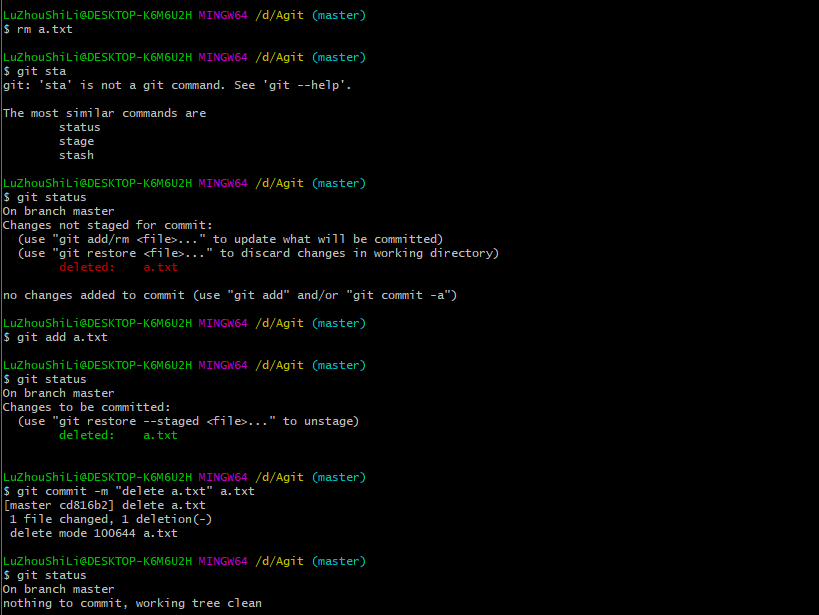 LuZhouShiLi@DESKTOP-K6M6U2H MINGW64 /d/Agit (master)
$ rm a.txt
LuZhouShiLi@DESKTOP-K6M6U2H MINGW64 /d/Agit (master)
$ git sta
git: 'sta' is not a git command. See 'git --help'.
The most similar commands are
status
stage
stash
LuZhouShiLi@DESKTOP-K6M6U2H MINGW64 /d/Agit (master)
$ git status
On branch master
Changes not staged for commit:
(use "git add/rm <file>..." to update what will be committed)
(use "git restore <file>..." to discard changes in working directory)
deleted: a.txt
no changes added to commit (use "git add" and/or "git commit -a")
LuZhouShiLi@DESKTOP-K6M6U2H MINGW64 /d/Agit (master)
$ git add a.txt
LuZhouShiLi@DESKTOP-K6M6U2H MINGW64 /d/Agit (master)
$ git status
On branch master
Changes to be committed:
(use "git restore --staged <file>..." to unstage)
deleted: a.txt
LuZhouShiLi@DESKTOP-K6M6U2H MINGW64 /d/Agit (master)
$ git commit -m "delete a.txt" a.txt
[master cd816b2] delete a.txt
1 file changed, 1 deletion(-)
delete mode 100644 a.txt
LuZhouShiLi@DESKTOP-K6M6U2H MINGW64 /d/Agit (master)
$ git status
On branch master
nothing to commit, working tree clean